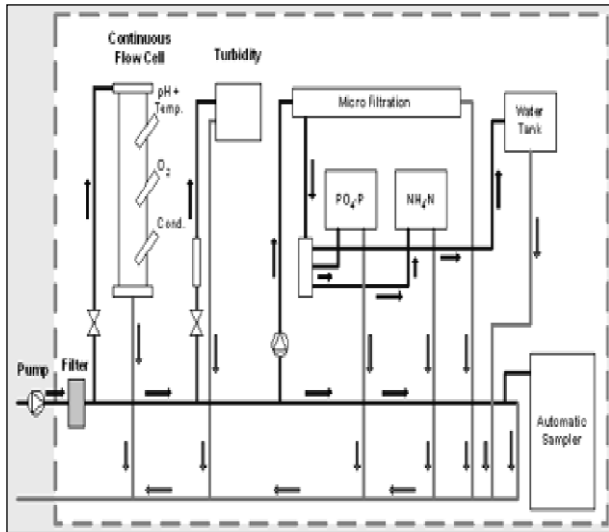 Continuous
Flow Cell
Turbidity
pH +
Temp.
O2
Cond.
Micro Filtration
Water
Tank
PO4-P
NH4-N
Pump
Filter
Automatic
Sampler